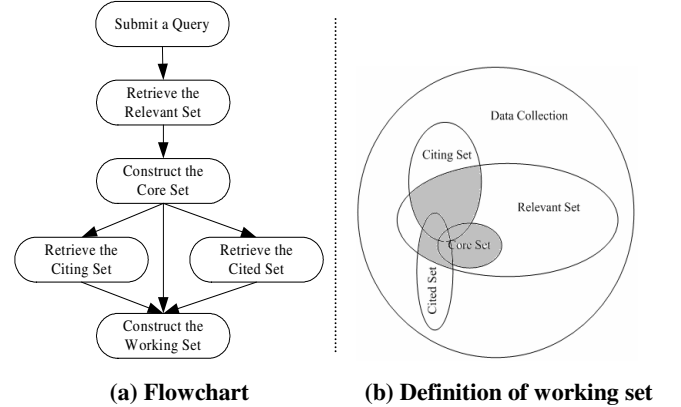 Submit a Query
Retrieve the
Relevant Set
Construct the
Core Set
Retrieve the
Citing Set
Retrieve the
Cited Set
Construct the
Working Set
(a) Flowchart
Data Collection
Citing Set
Relevant Set
Core Set
Cited Set
(b) Definition of working set